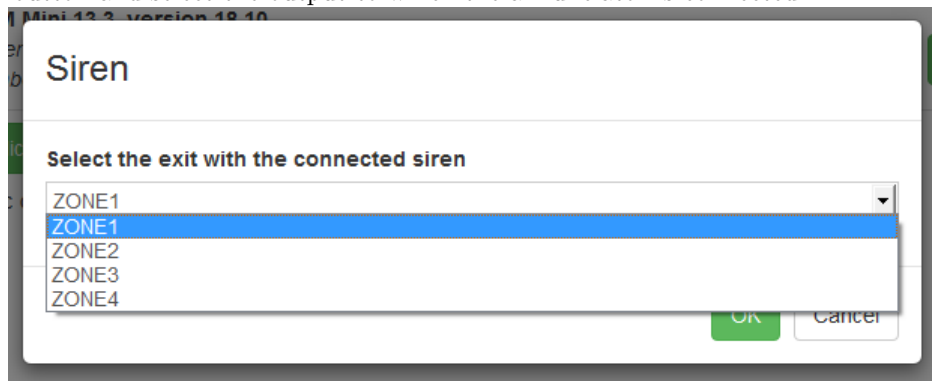 Mini 13.3, version 18.10
Siren
Select the exit with the connected siren
ZONE1
ZONE1
ZONE2
ZONE3
ZONE4
OK
Cancel